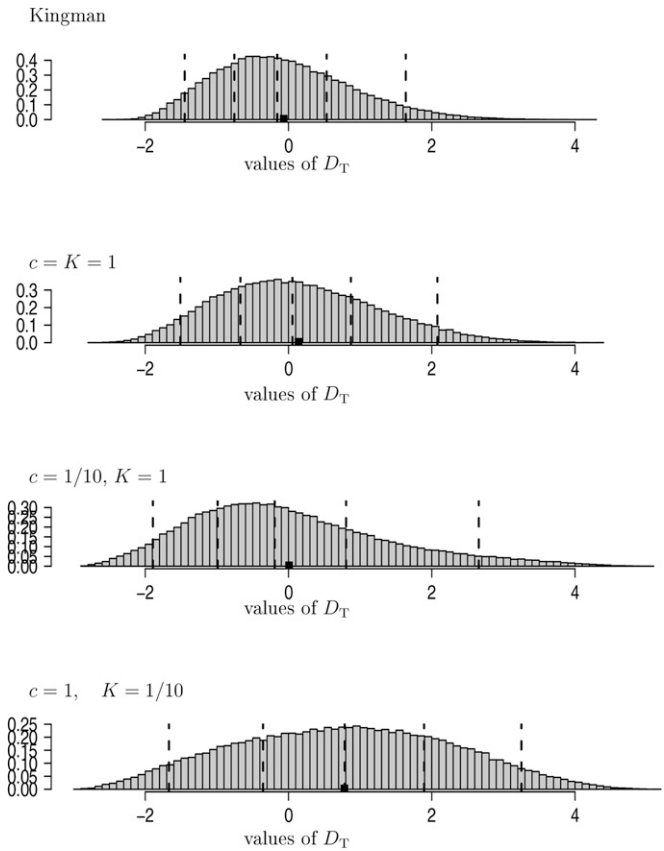 Kingman
0.4
0.3
0.2
0.1
0.0
−2 0 2 4
values of D_T
c = K = 1
0.3
0.2
0.1
0.0
−2 0 2 4
values of D_T
c = 1/10, K = 1
0.30
0.25
0.20
0.15
0.10
0.05
0.00
−2 0 2 4
values of D_T
c = 1, K = 1/10
0.25
0.20
0.15
0.10
0.05
0.00
−2 0 2 4
values of D_T